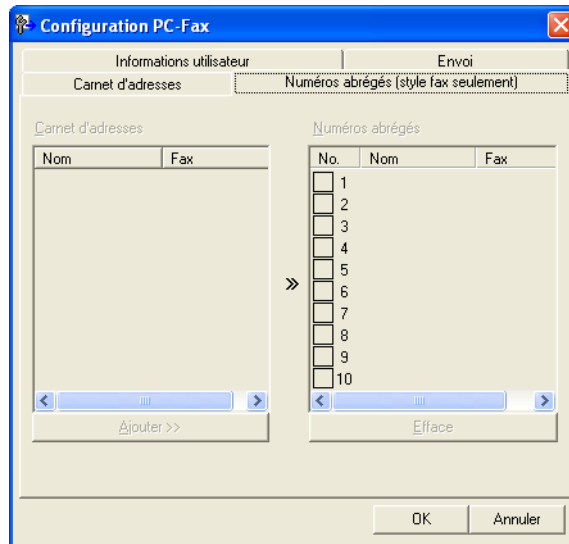 Configuration PC-Fax
Informations utilisateur Envoi
Carnet d'adresses Numéros abrégés (style fax seulement)
Carnet d'adresses Numéros abrégés
Nom Fax No. Nom Fax
1
2
3
4
5
»
6
7
8
9
10
Ajouter >> Efface
OK Annuler